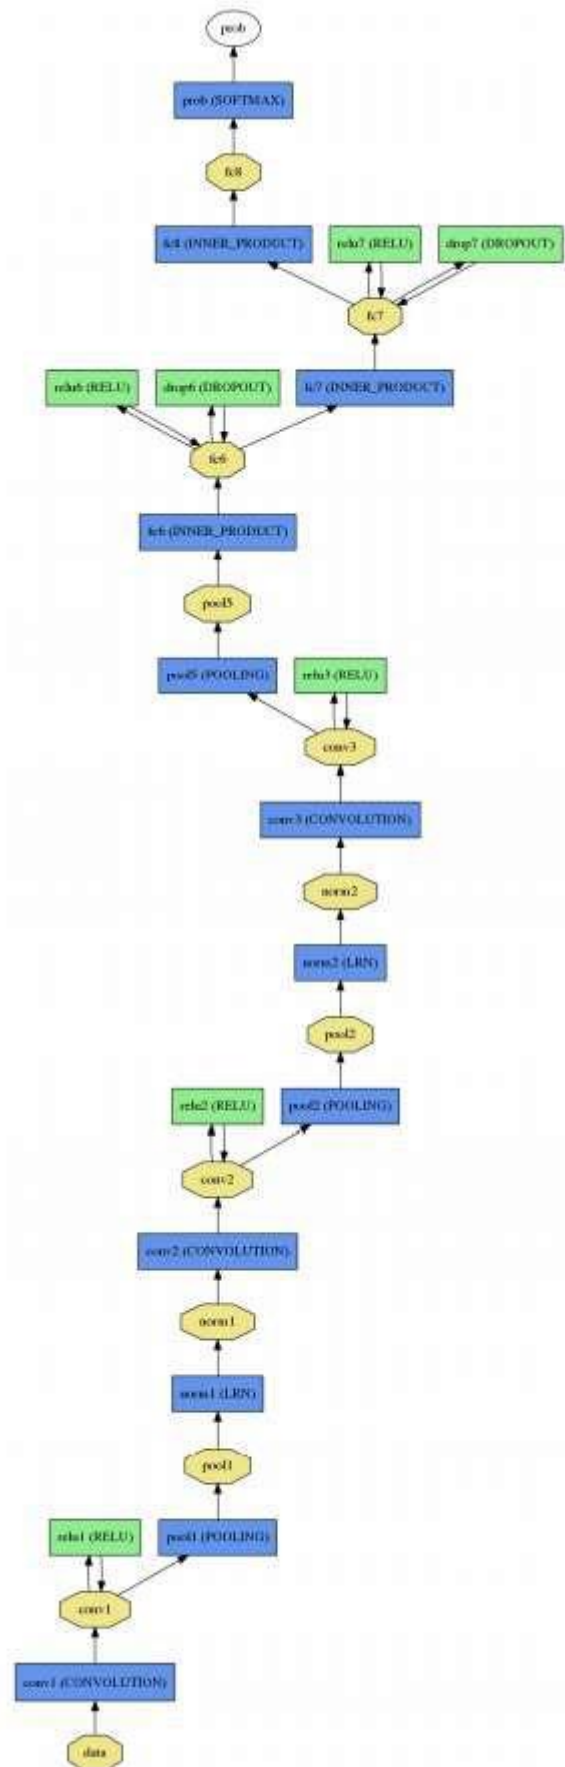 prob
prob (SOFTMAX)
fc8
fc8 (INNER_PRODUCT)
relu7 (RELU)
drop7 (DROPOUT)
fc7
relu6 (RELU)
drop6 (DROPOUT)
fc7 (INNER_PRODUCT)
fc6
fc6 (INNER_PRODUCT)
pool5
pool5 (POOLING)
relu3 (RELU)
conv3
conv3 (CONVOLUTION)
norm2
norm2 (LRN)
pool2
relu2 (RELU)
pool2 (POOLING)
conv2
conv2 (CONVOLUTION)
norm1
norm1 (LRN)
pool1
relu1 (RELU)
pool1 (POOLING)
conv1
conv1 (CONVOLUTION)
data